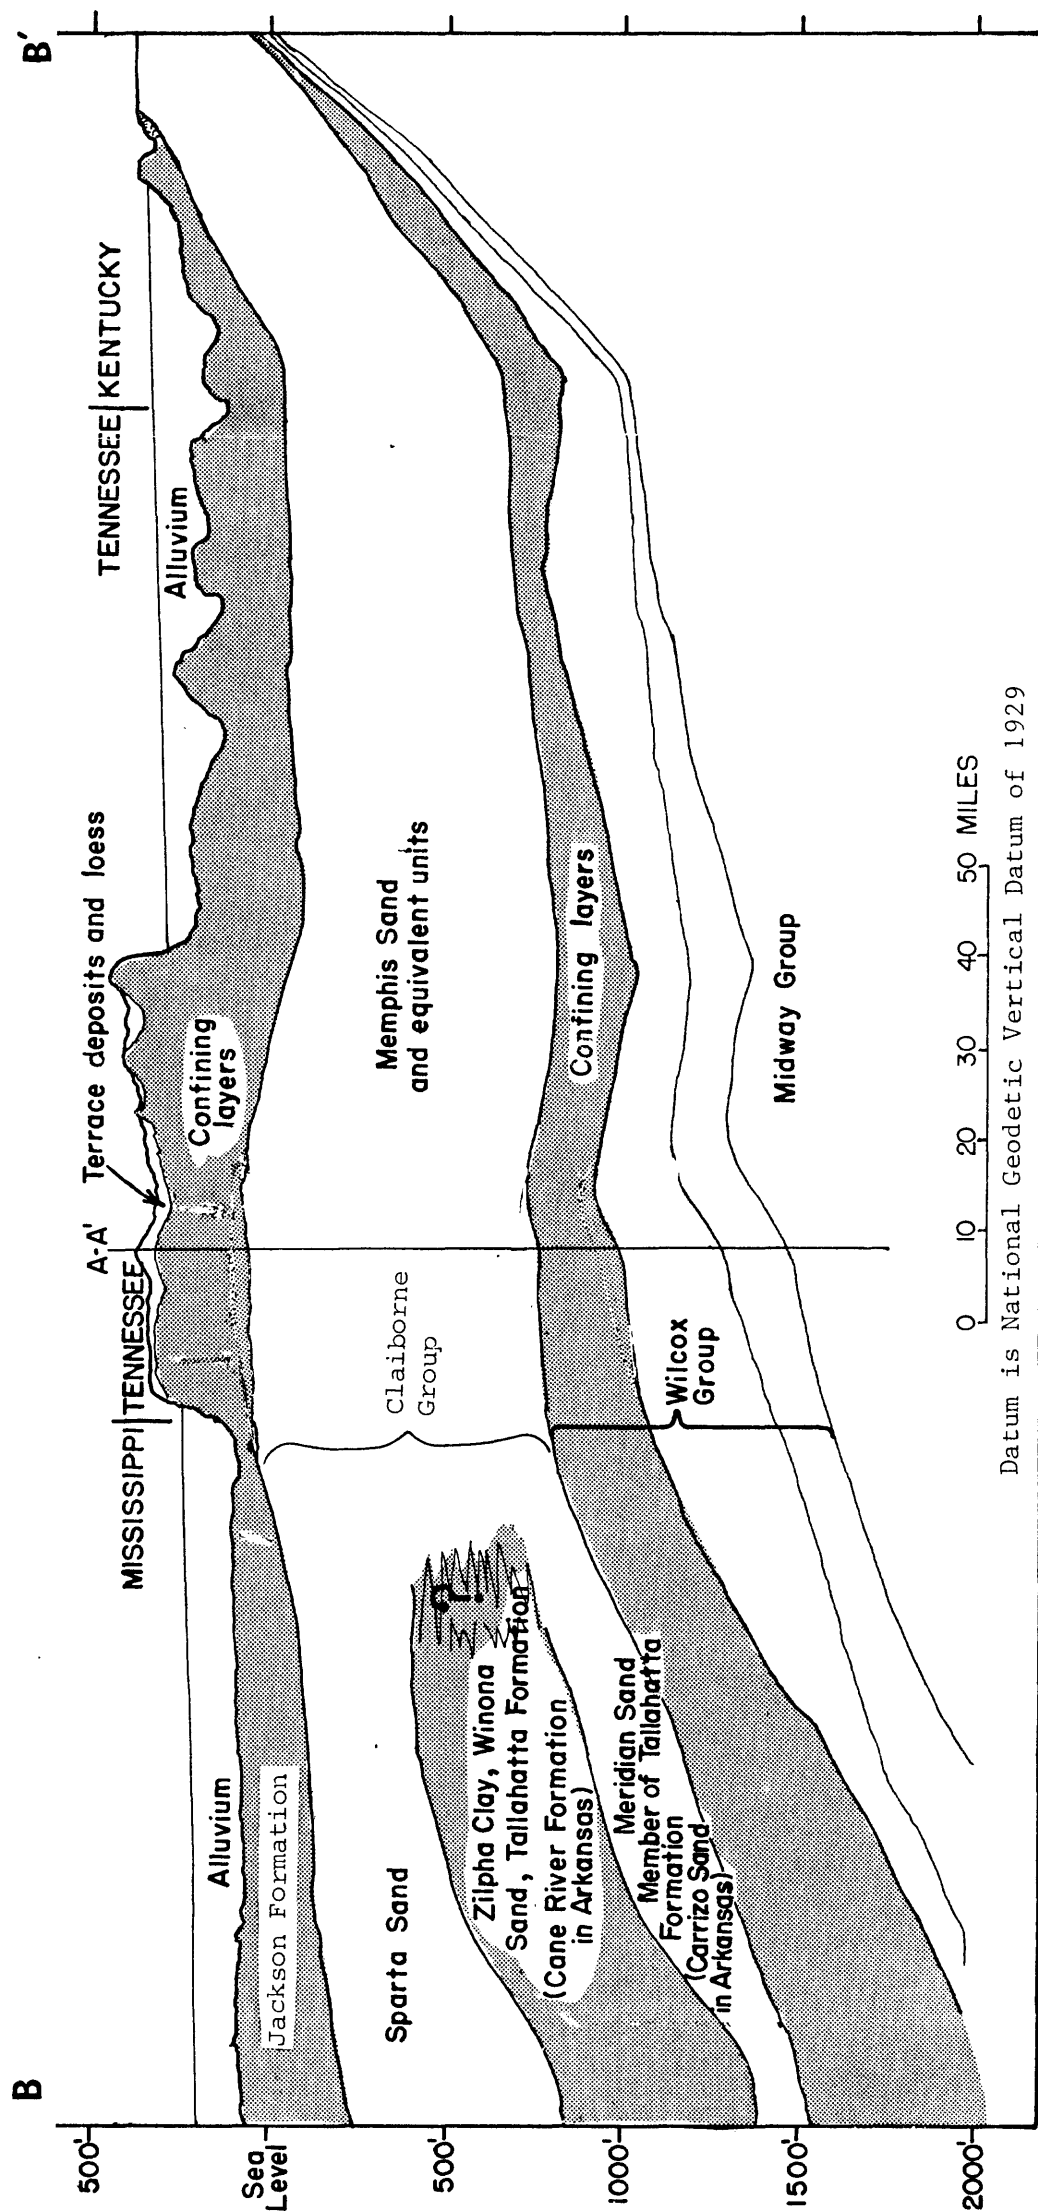 B
B'
MISSISSIPPI | TENNESSEE
A-A'
Terrace deposits and loess
TENNESSEE | KENTUCKY
Alluvium
Alluvium
Confining
layers
Jackson Formation
Memphis Sand
and equivalent units
Claiborne
Group
Sparta Sand
?
Zilpha Clay, Winona
Sand, Tallahatta Formation
(Cane River Formation
in Arkansas)
Confining layers
Meridian Sand
Member of Tallahatta
Formation
(Carrizo Sand
in Arkansas)
Wilcox
Group
Midway Group
500'
Sea
Level
500'
1000'
1500'
2000'
0 10 20 30 40 50 MILES
Datum is National Geodetic Vertical Datum of 1929